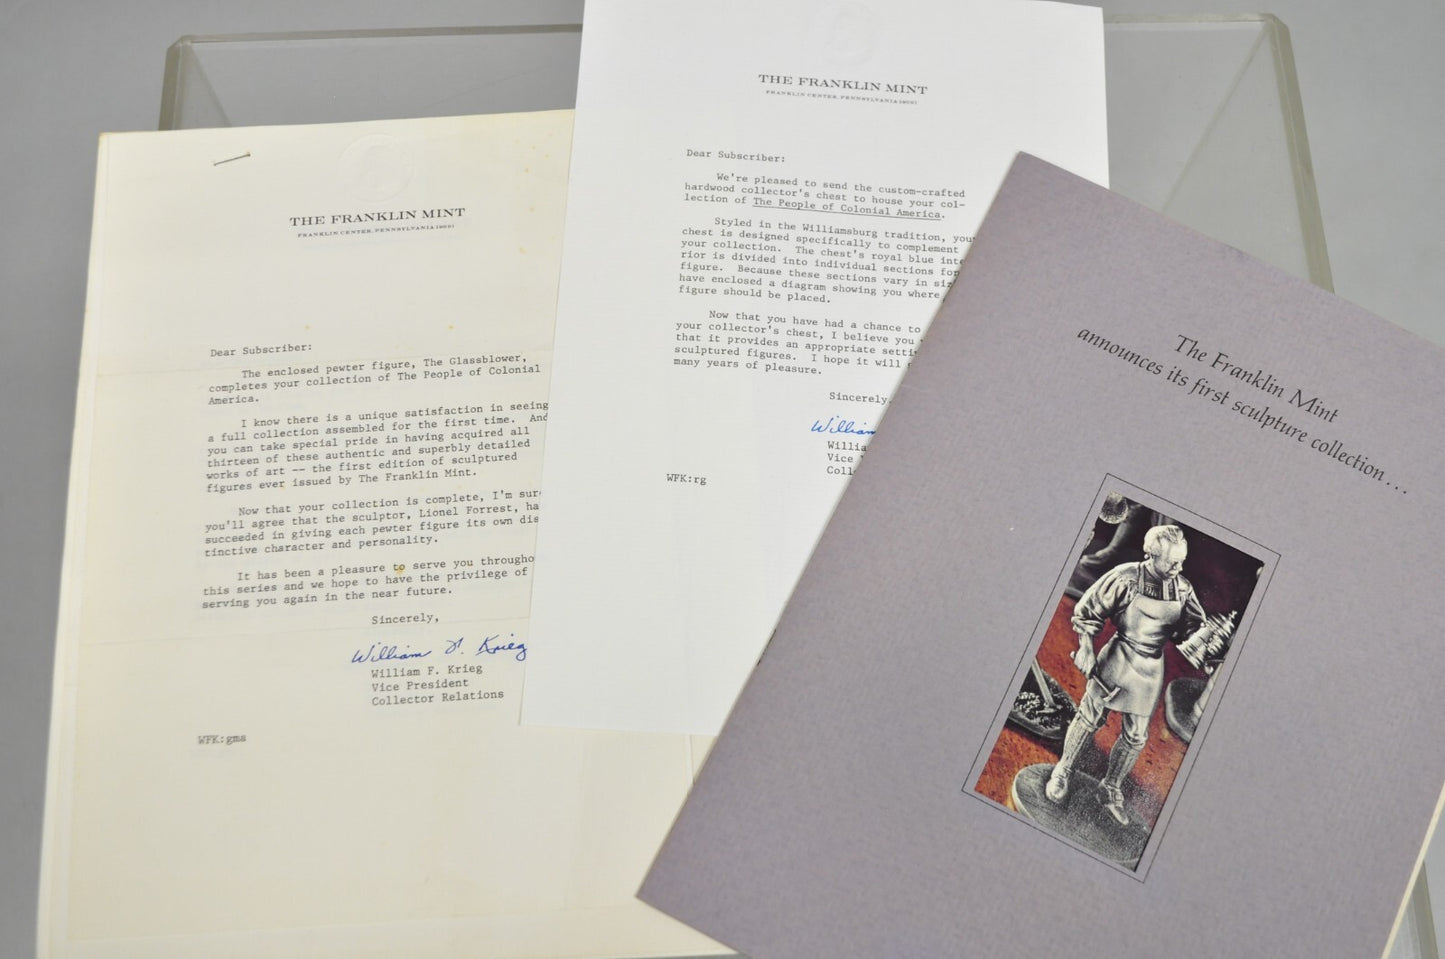 THE FRANKLIN MINT
FRANKLIN CENTER, PENNSYLVANIA 19091
Dear Subscriber:
The enclosed pewter figure, The Glassblower,
completes your collection of The People of Colonial
America.
I know there is a unique satisfaction in seeing
a full collection assembled for the first time. And
you can take special pride in having acquired all
thirteen of these authentic and superbly detailed
works of art -- the first edition of sculptured
figures ever issued by The Franklin Mint.
Now that your collection is complete, I'm sure
you'll agree that the sculptor, Lionel Forrest, ha
succeeded in giving each pewter figure its own dis
tinctive character and personality.
It has been a pleasure to serve you througho
this series and we hope to have the privilege of
serving you again in the near future.
Sincerely,
William F. Krieg
William F. Krieg
Vice President
Collector Relations
WFK:gms
THE FRANKLIN MINT
FRANKLIN CENTER, PENNSYLVANIA 19091
Dear Subscriber:
We're pleased to send the custom-crafted
hardwood collector's chest to house your col-
lection of The People of Colonial America.
Styled in the Williamsburg tradition, your
chest is designed specifically to complement
your collection. The chest's royal blue inte
rior is divided into individual sections for
figure. Because these sections vary in siz
have enclosed a diagram showing you where
figure should be placed.
Now that you have had a chance to
your collector's chest, I believe you
that it provides an appropriate setti
sculptured figures. I hope it will
many years of pleasure.
Sincerely,
William
Willia
Vice
Coll
WFK:rg
The Franklin Mint
announces its first sculpture collection...